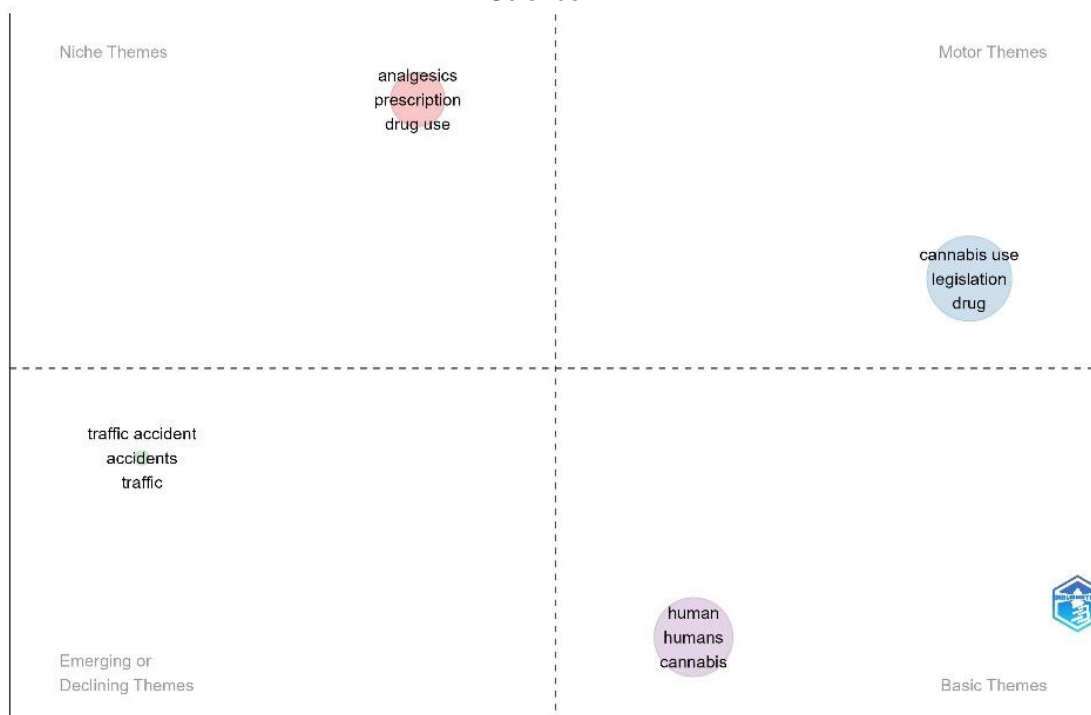 Niche Themes
Motor Themes
analgesics
prescription
drug use
cannabis use
legislation
drug
traffic accident
accidents
traffic
human
humans
cannabis
Emerging or
Declining Themes
Basic Themes